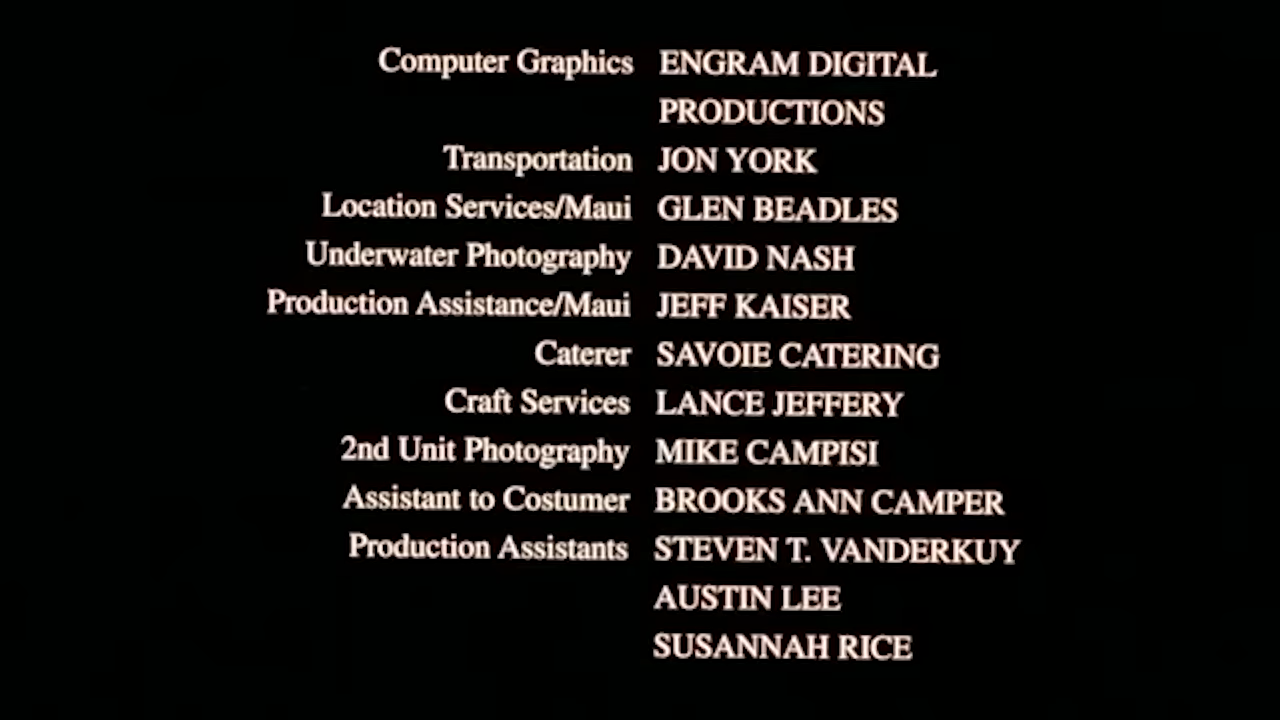 Computer Graphics ENGRAM DIGITAL
PRODUCTIONS
Transportation JON YORK
Location Services/Maui GLEN BEADLES
Underwater Photography DAVID NASH
Production Assistance/Maui JEFF KAISER
Caterer SAVOIE CATERING
Craft Services LANCE JEFFERY
2nd Unit Photography MIKE CAMPISI
Assistant to Costumer BROOKS ANN CAMPER
Production Assistants STEVEN T. VANDERKUY
AUSTIN LEE
SUSANNAH RICE